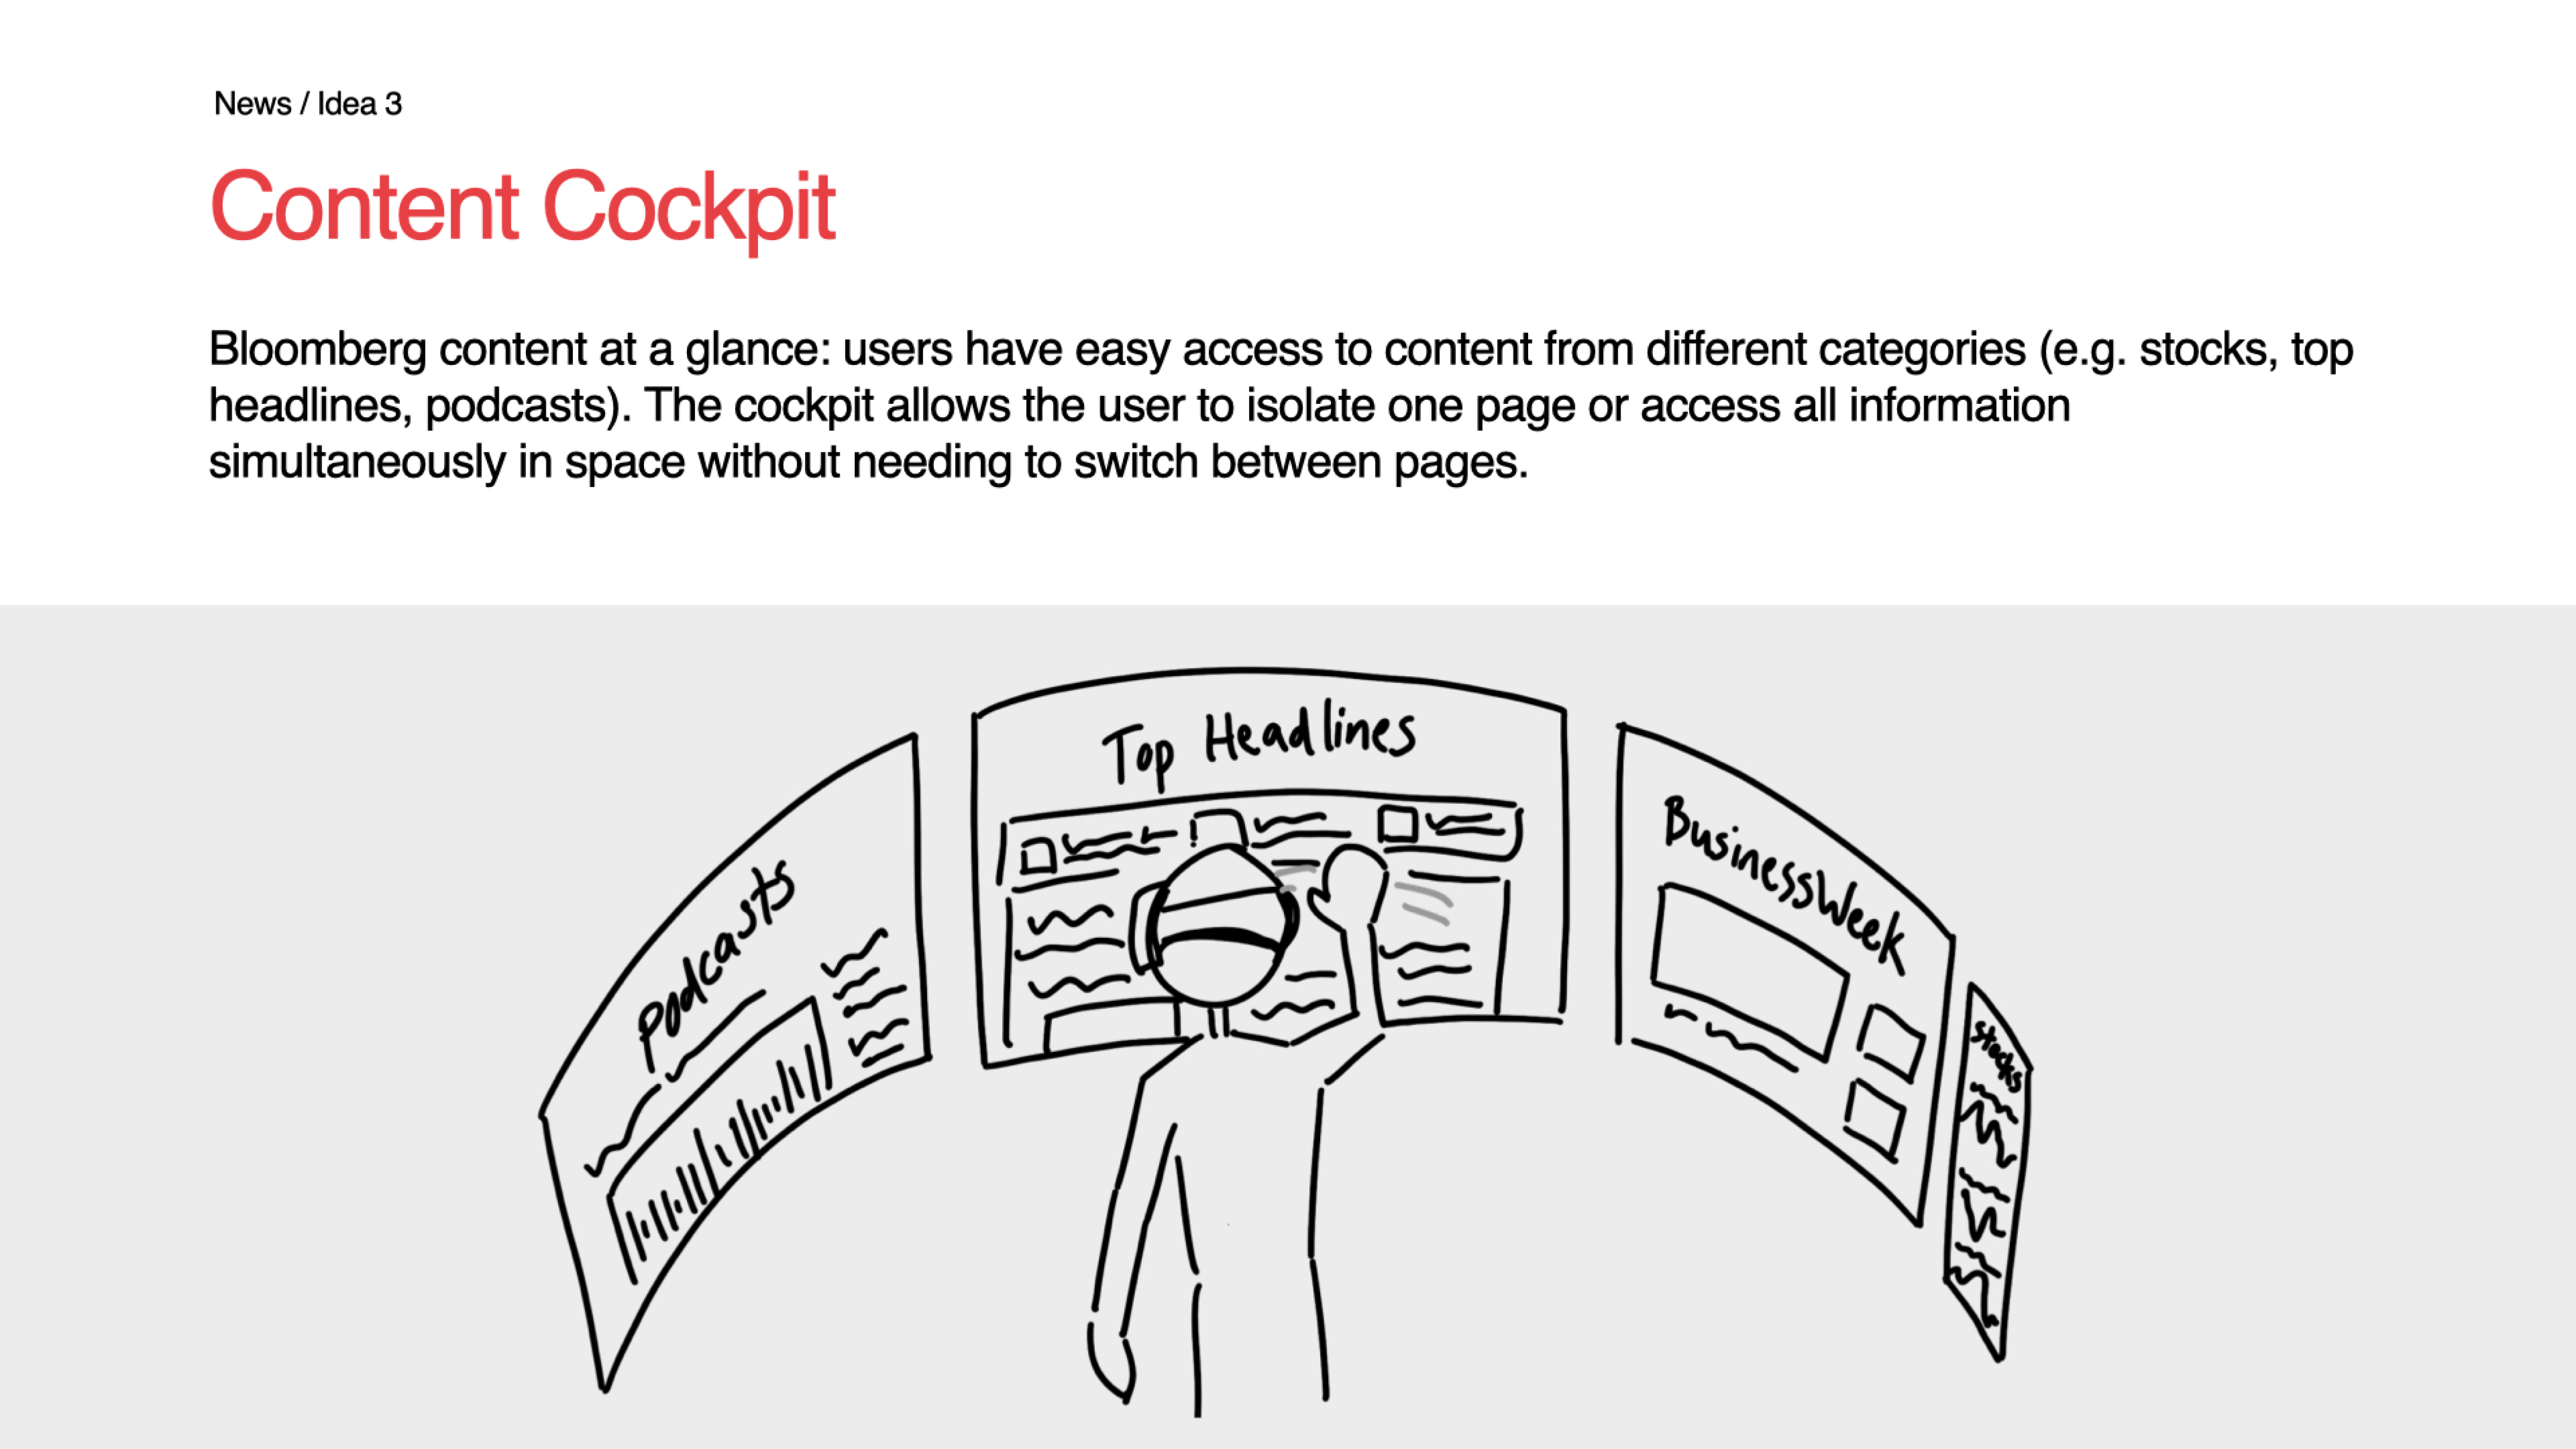 News / Idea 3
Content Cockpit
Bloomberg content at a glance: users have easy access to content from different categories (e.g. stocks, top
headlines, podcasts). The cockpit allows the user to isolate one page or access all information
simultaneously in space without needing to switch between pages.
Podcasts
Top Headlines
BusinessWeek
Stocks